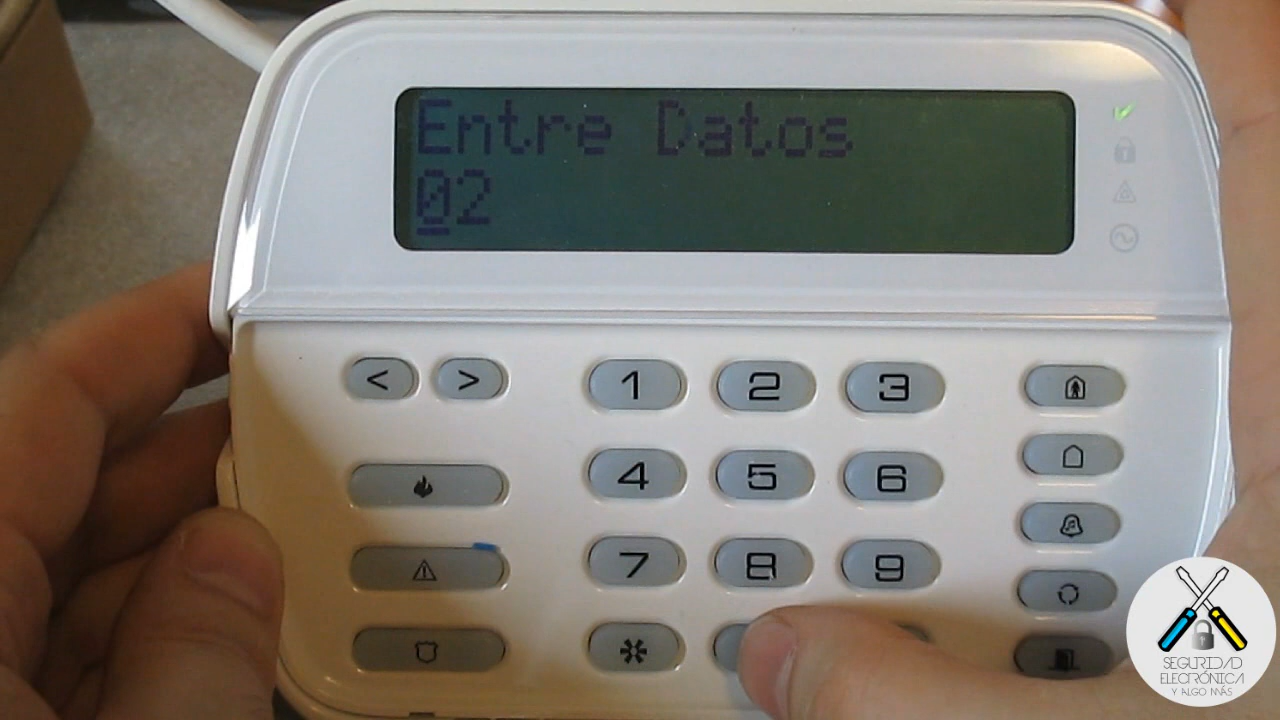 Entre Datos
02
< > 1 2 3
4 5 6
7 8 9
✱
SEGURIDAD
ELECTRÓNICA
Y ALGO MÁS